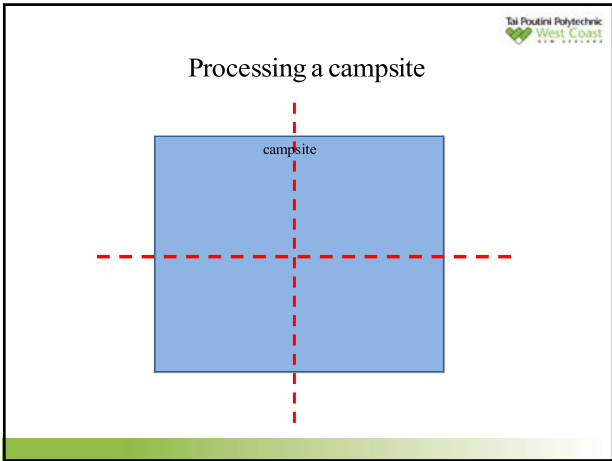 Tai Poutini Polytechnic
West Coast
NEW ZEALAND
Processing a campsite
campsite